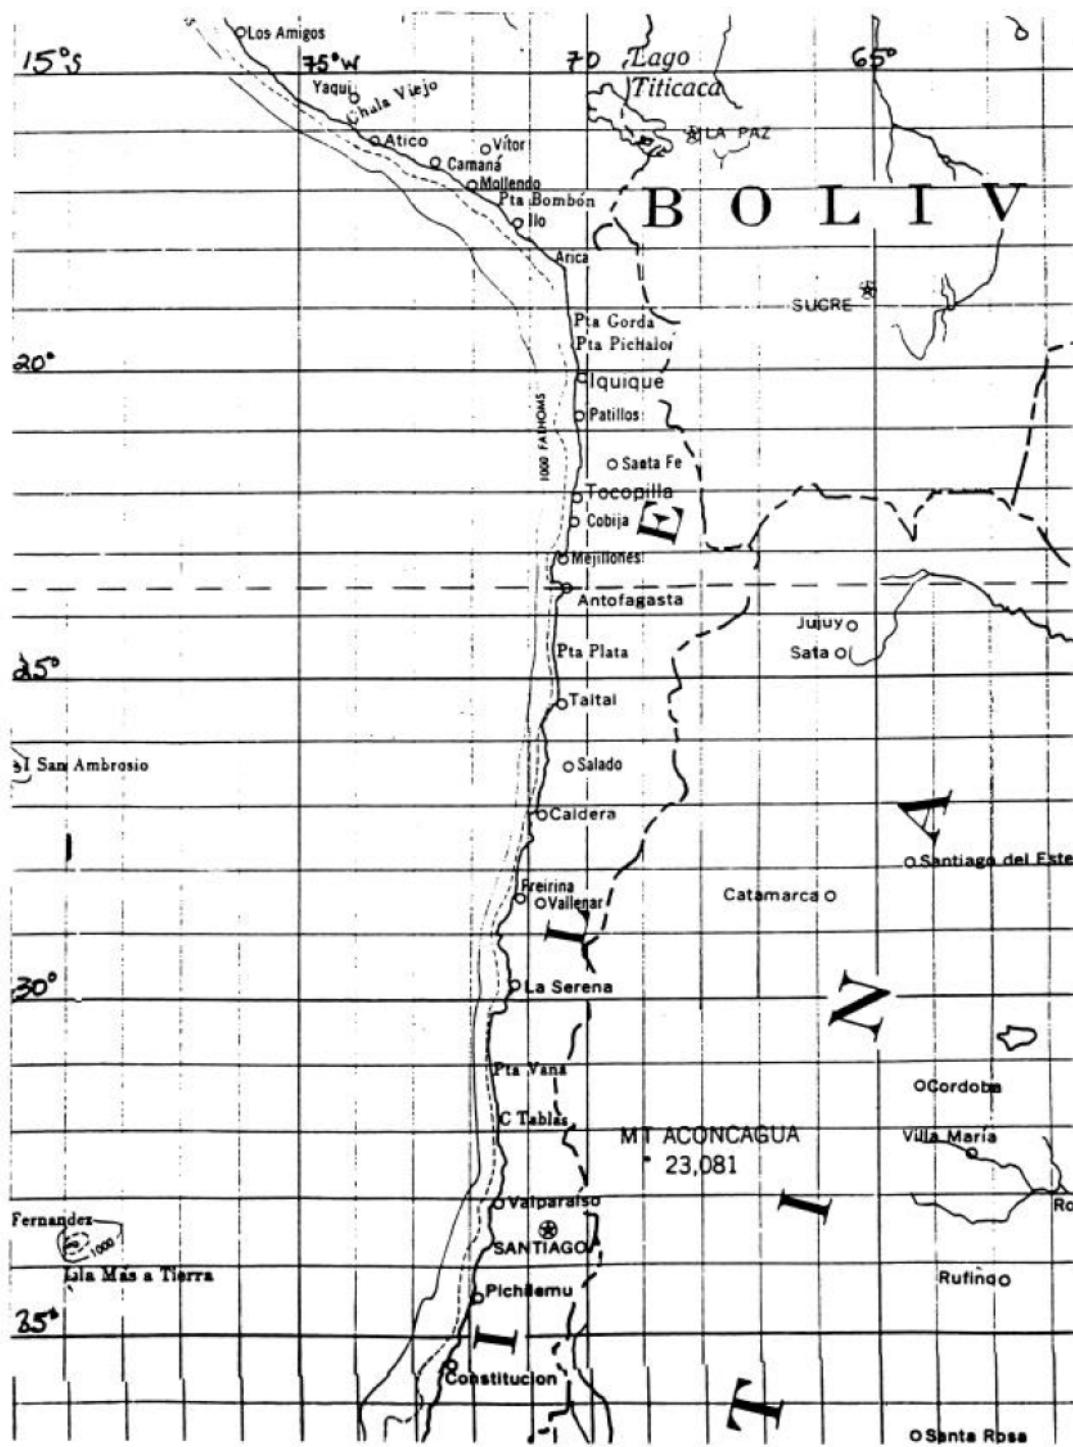 Los Amigos
15°S
75°W
70
Lago
Titicaca
65°
Yaqui
Chala Viejo
Atico
Vítor
LA PAZ
Camaná
Mollendo
Pta Bombón
Ilo
BOLIV
Arica
SUCRE
Pta Gorda
Pta Pichalo
20°
Iquique
1000 FATHOMS
Patillos
Santa Fe
Tocopilla
Cobija
E
Mejillones
Antofagasta
Jujuy
Pta Plata
Sata
25°
Taltal
I San Ambrosio
Salado
Caldera
A
Santiago del Este
Freirina
Vallenar
Catamarca
L
30°
La Serena
N
Pta Vana
Cordoba
C Tablas
MT ACONCAGUA
23,081
Villa María
I
Valparaiso
Ro
Fernandez
1000
SANTIAGO
Isla Más a Tierra
Pichilemu
Rufino
35°
I
Constitucion
T
Santa Rosa